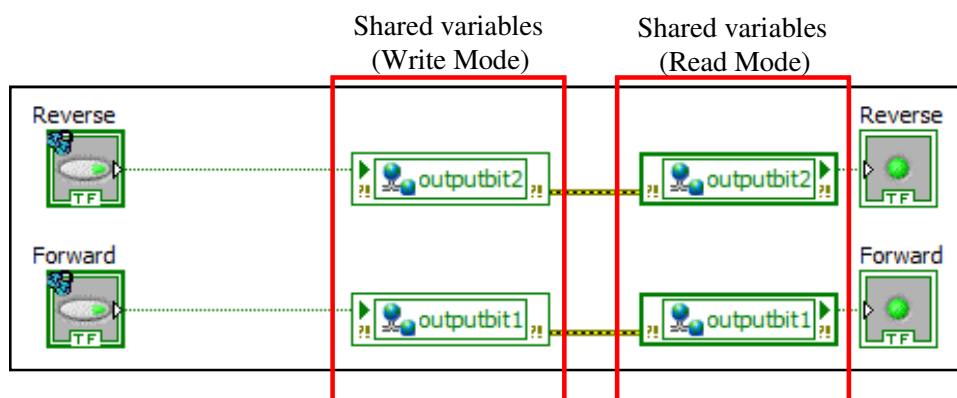 Shared variables
(Write Mode)
Shared variables
(Read Mode)
Reverse
Reverse
TF
?! outputbit2 ?!
?! outputbit2 ?!
TF
Forward
Forward
TF
?! outputbit1 ?!
?! outputbit1 ?!
TF